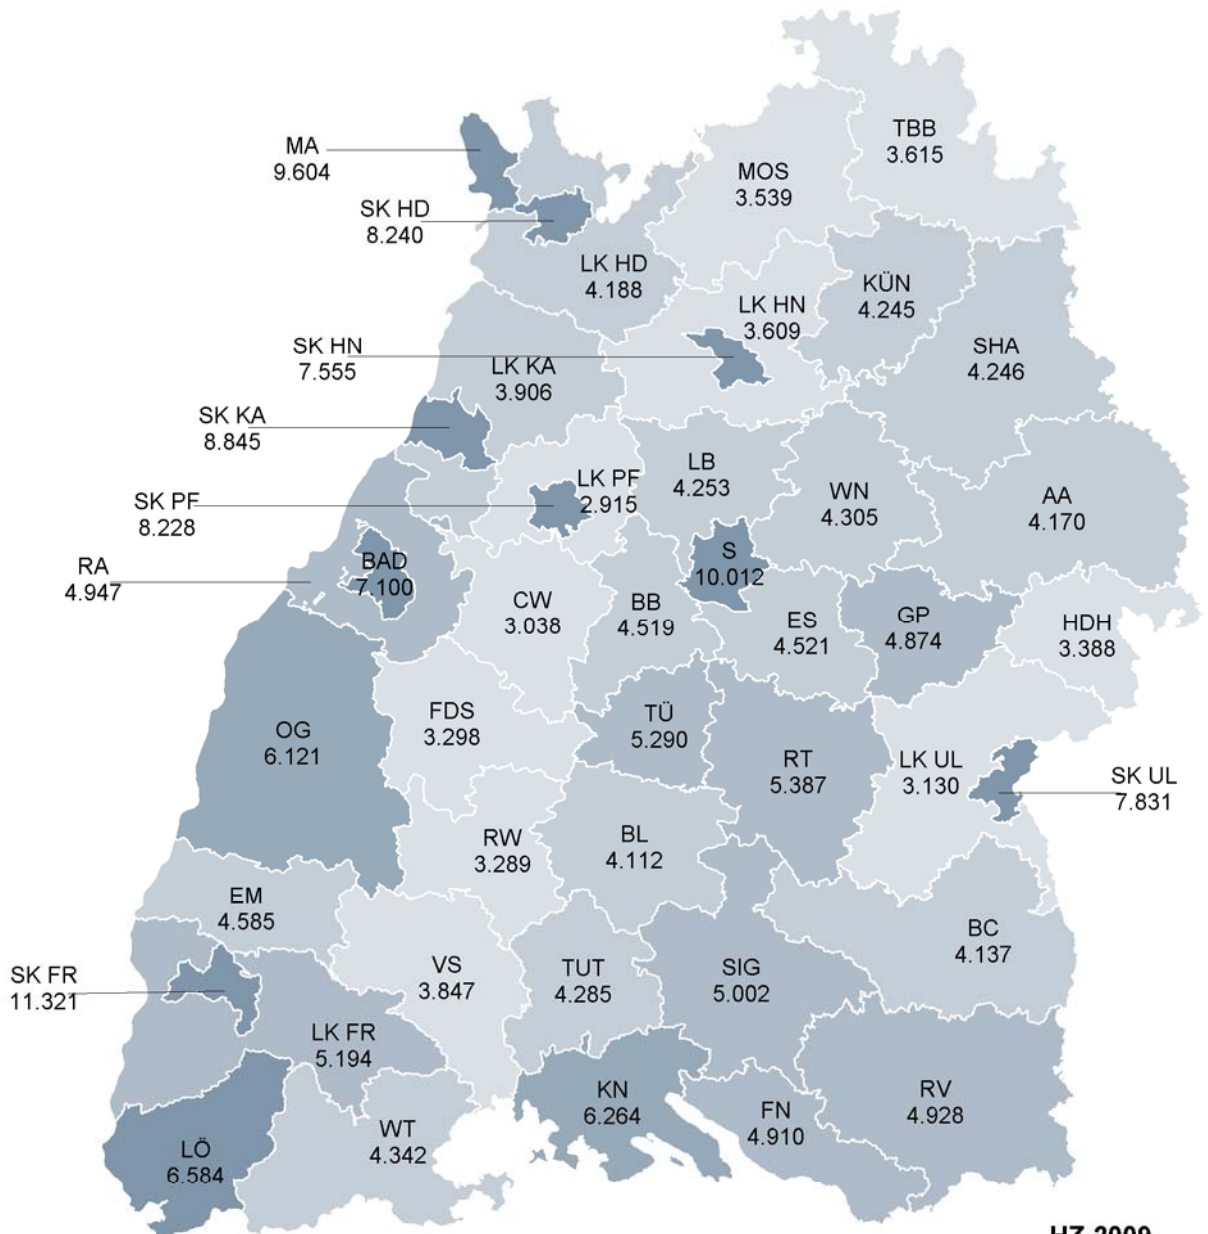 TBB
3.615
MA
9.604
MOS
3.539
SK HD
8.240
LK HD
4.188
KÜN
4.245
LK HN
3.609
SK HN
7.555
SHA
4.246
LK KA
3.906
SK KA
8.845
LB
4.253
LK PF
2.915
WN
4.305
AA
4.170
SK PF
8.228
S
10.012
BAD
7.100
RA
4.947
CW
3.038
BB
4.519
ES
4.521
GP
4.874
HDH
3.388
FDS
3.298
TÜ
5.290
OG
6.121
RT
5.387
LK UL
3.130
SK UL
7.831
RW
3.289
BL
4.112
EM
4.585
BC
4.137
SK FR
11.321
VS
3.847
TUT
4.285
SIG
5.002
LK FR
5.194
KN
6.264
FN
4.910
RV
4.928
WT
4.342
LÖ
6.584
HZ 2009